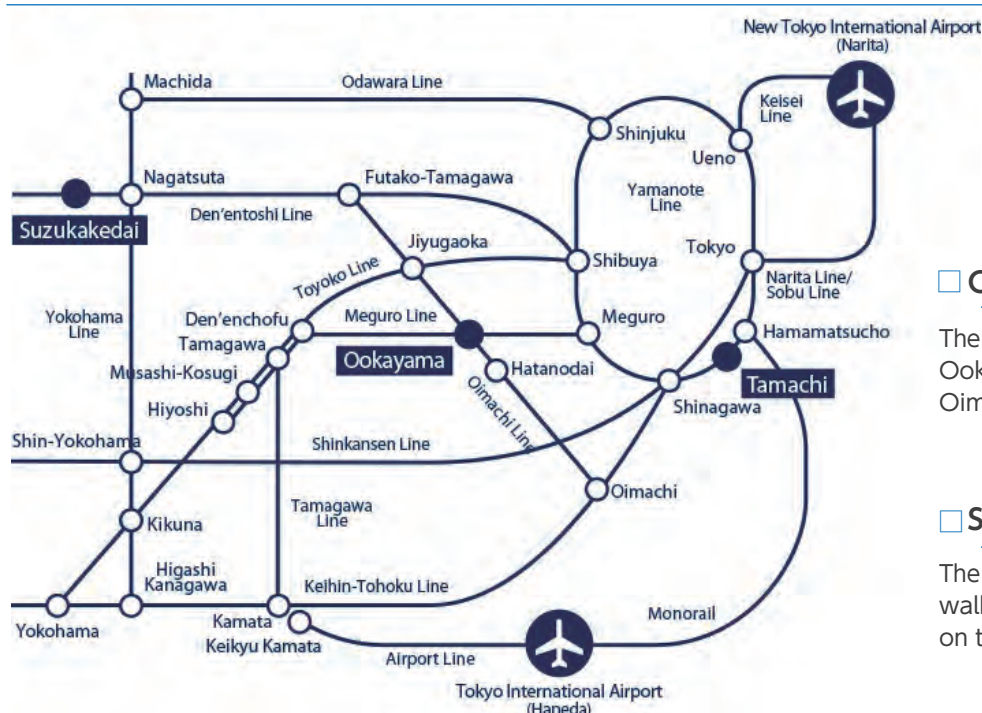 New Tokyo International Airport
(Narita)
Machida
Odawara Line
Keisei
Line
Shinjuku
Ueno
Nagatsuta
Futako-Tamagawa
Yamanote
Line
Suzukakedai
Den'entoshi Line
Jiyugaoka
Tokyo
Toyoko Line
Shibuya
Narita Line/
Sobu Line
Yokohama
Line
Den'enchofu
Meguro Line
Meguro
Hamamatsucho
Tamagawa
Ookayama
Musashi-Kosugi
Hatanodai
Tamachi
Hiyoshi
Oimachi Line
Shinagawa
Shin-Yokohama
Shinkansen Line
Oimachi
Kikuna
Tamagawa
Line
Higashi
Kanagawa
Keihin-Tohoku Line
Monorail
Yokohama
Kamata
Keikyu Kamata
Airport Line
Tokyo International Airport
(Haneda)
The
Ook
Oim
S
The
walk
on t